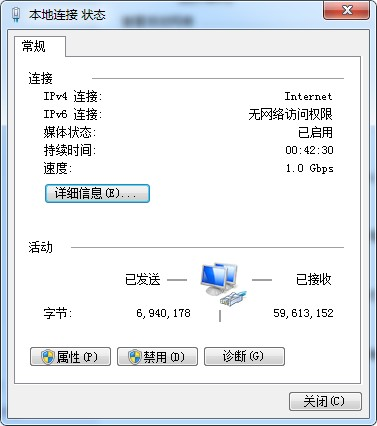 本地连接 状态
常规
连接
IPv4 连接: Internet
IPv6 连接: 无网络访问权限
媒体状态: 已启用
持续时间: 00:42:30
速度: 1.0 Gbps
详细信息(E)...
活动
已发送 — 已接收
字节: 6,940,178 | 59,613,152
属性(P) 禁用(D) 诊断(G)
关闭(C)